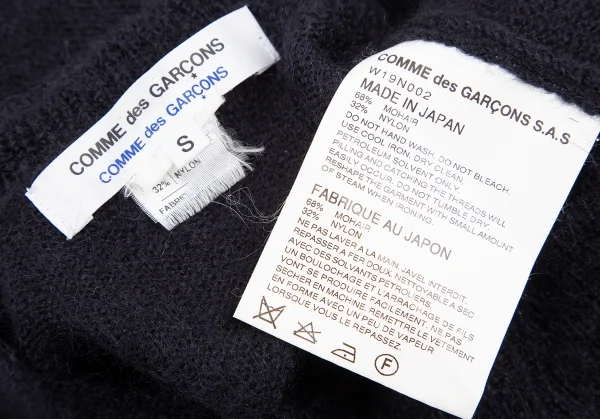 COMME des GARÇONS
COMME des GARÇONS
S
32% NYLON
FABRI
COMME des GARÇONS S.A.S
W19N002
MADE IN JAPAN
68% MOHAIR
32% NYLON
DO NOT HAND WASH. DO NOT BLEACH.
USE COOL IRON. DRY CLEAN.
PETROLEUM SOLVENT ONLY.
PILLING AND CATCHING THE THREADS WILL
EASILY OCCUR. DO NOT TUMBLE DRY.
RESHAPE THE GARMENT WITH SMALL AMOUNT
OF STEAM WHEN IRONING.
FABRIQUE AU JAPON
68% MOHAIR
32% NYLON
NE PAS LAVER A LA MAIN, JAVEL INTERDIT.
REPASSER A FER DOUX. NETTOYABLE A SEC
AVEC DES SOLVANTS PETROLIERS.
UN BOULOCHAGE ET L'ARRACHAGE DE FILS
VONT SE PRODUIRE FACILEMENT. NE PAS
SECHER EN MACHINE. REMETTRE LE VETEMENT
EN FORME AVEC UN PEU DE VAPEUR
LORSQUE VOUS LE REPASSEZ.
F